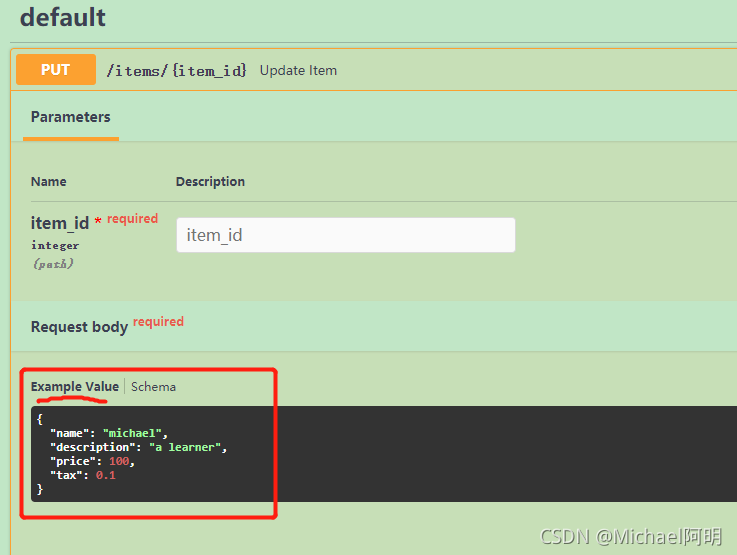 default
PUT /items/{item_id} Update Item
Parameters
Name Description
item_id * required
item_id
integer
(path)
Request body required
Example Value | Schema
{
"name": "michael",
"description": "a learner",
"price": 100,
"tax": 0.1
}
CSDN @Michael阿明